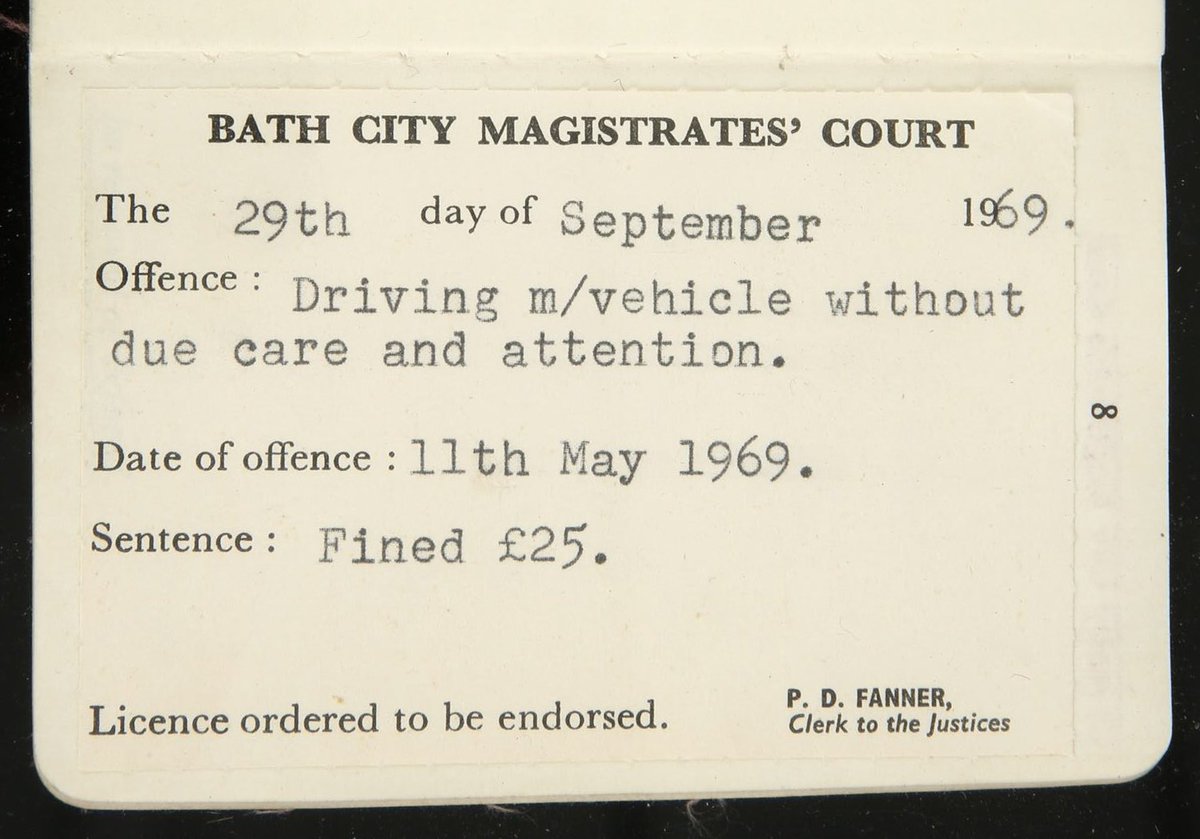 BATH CITY MAGISTRATES’ COURT
The 29th day of September 1969.
Offence : Driving m/vehicle without
due care and attention.
Date of offence : 11th May 1969.
Sentence : Fined £25.
Licence ordered to be endorsed.
P. D. FANNER,
Clerk to the Justices
8